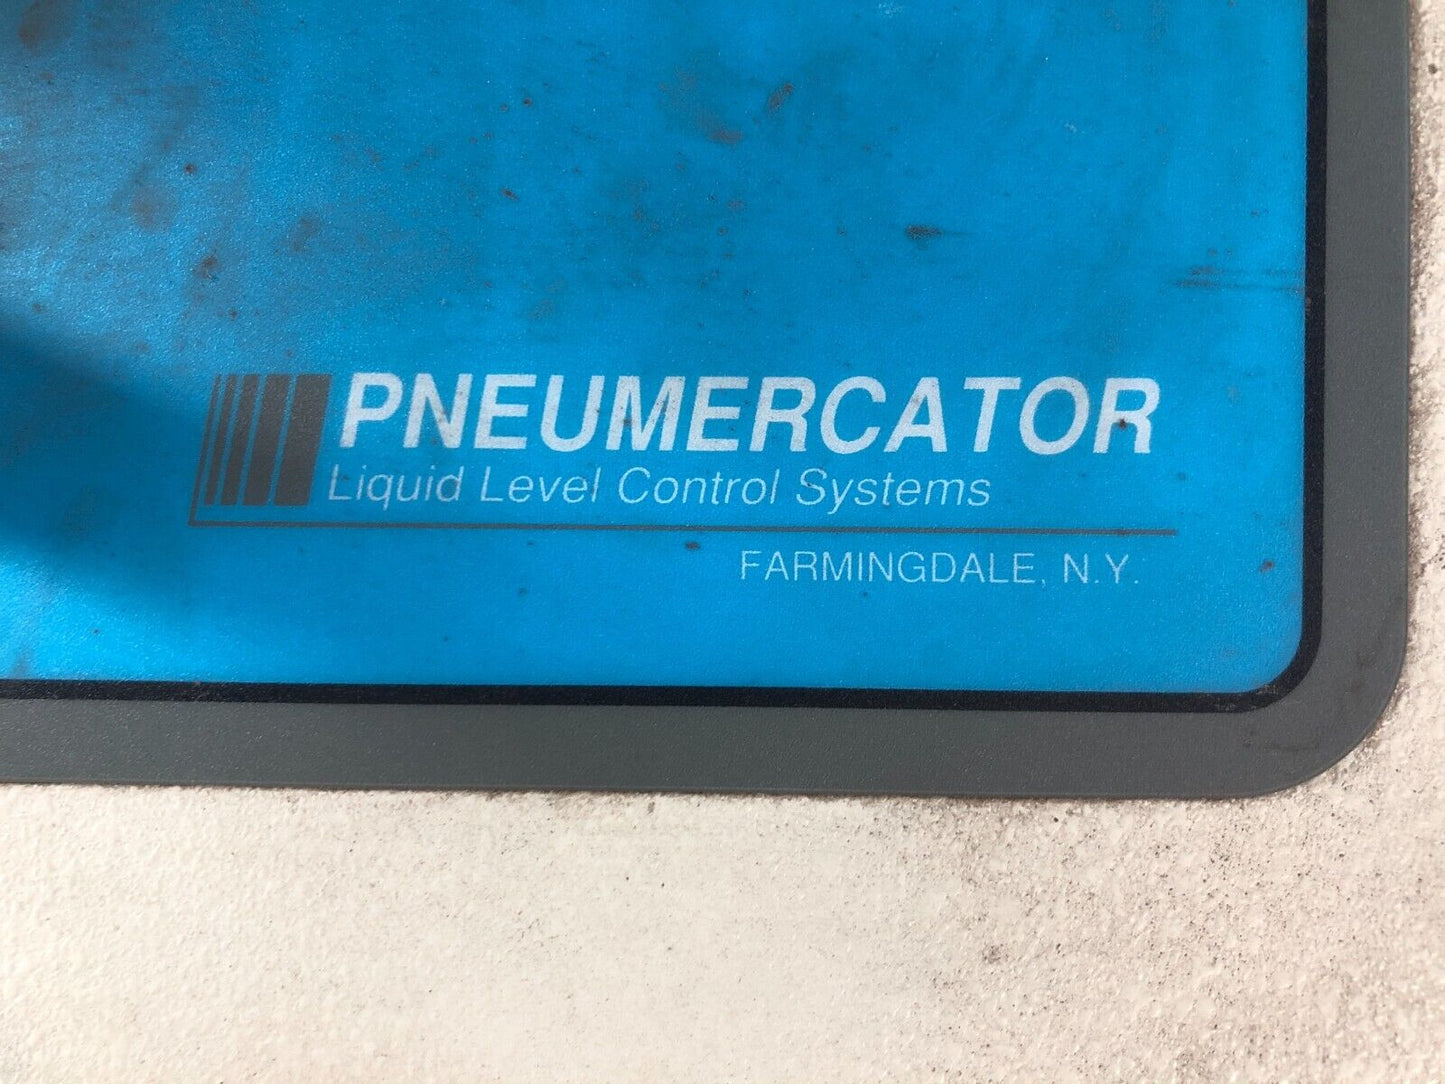 PNEUMERCATOR
Liquid Level Control Systems
FARMINGDALE, N.Y.